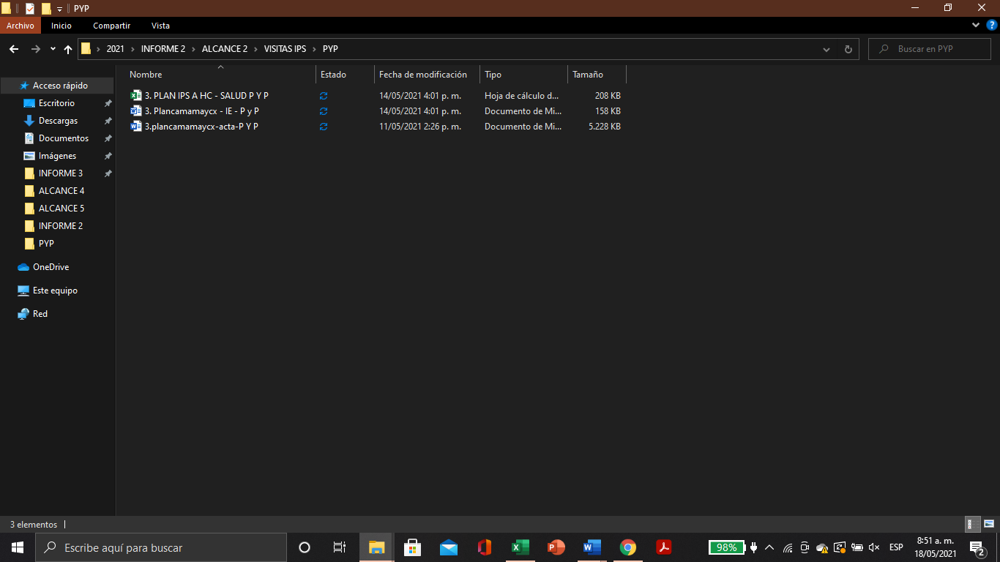 PYP
Archivo Inicio Compartir Vista
2021 INFORME 2 ALCANCE 2 VISITAS IPS PYP
Buscar en PYP
Nombre Estado Fecha de modificación Tipo Tamaño
3. PLAN IPS A HC - SALUD P Y P 14/05/2021 4:01 p. m. Hoja de cálculo d... 208 KB
3. Plancamamaycx - IE - P y P 14/05/2021 4:01 p. m. Documento de Mi... 158 KB
3.plancamamaycx-acta-P Y P 11/05/2021 2:26 p. m. Documento de Mi... 5.228 KB
Acceso rápido
Escritorio
Descargas
Documentos
Imágenes
INFORME 3
ALCANCE 4
ALCANCE 5
INFORME 2
PYP
OneDrive
Este equipo
Red
3 elementos
Escribe aquí para buscar
98%
ESP
8:51 a. m.
18/05/2021
2